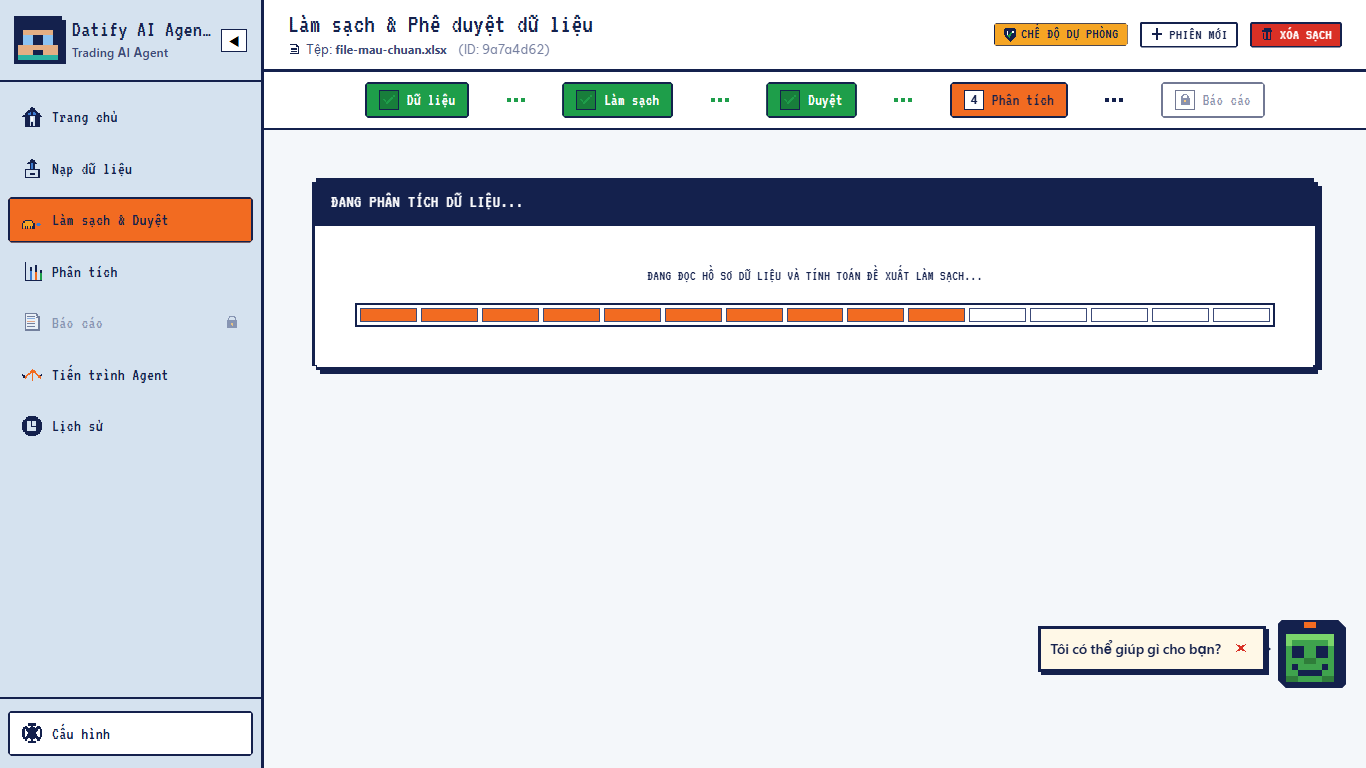 Datify AI Agen…
Trading AI Agent
Trang chủ
Nạp dữ liệu
Làm sạch & Duyệt
Phân tích
Báo cáo
Tiến trình Agent
Lịch sử
Cấu hình
Làm sạch & Phê duyệt dữ liệu
Tệp: file-mau-chuan.xlsx (ID: 9a7a4d62)
CHẾ ĐỘ DỰ PHÒNG
PHIÊN MỚI
XÓA SẠCH
Dữ liệu
Làm sạch
Duyệt
4 Phân tích
Báo cáo
ĐANG PHÂN TÍCH DỮ LIỆU...
ĐANG ĐỌC HỒ SƠ DỮ LIỆU VÀ TÍNH TOÁN ĐỀ XUẤT LÀM SẠCH...
Tôi có thể giúp gì cho bạn?